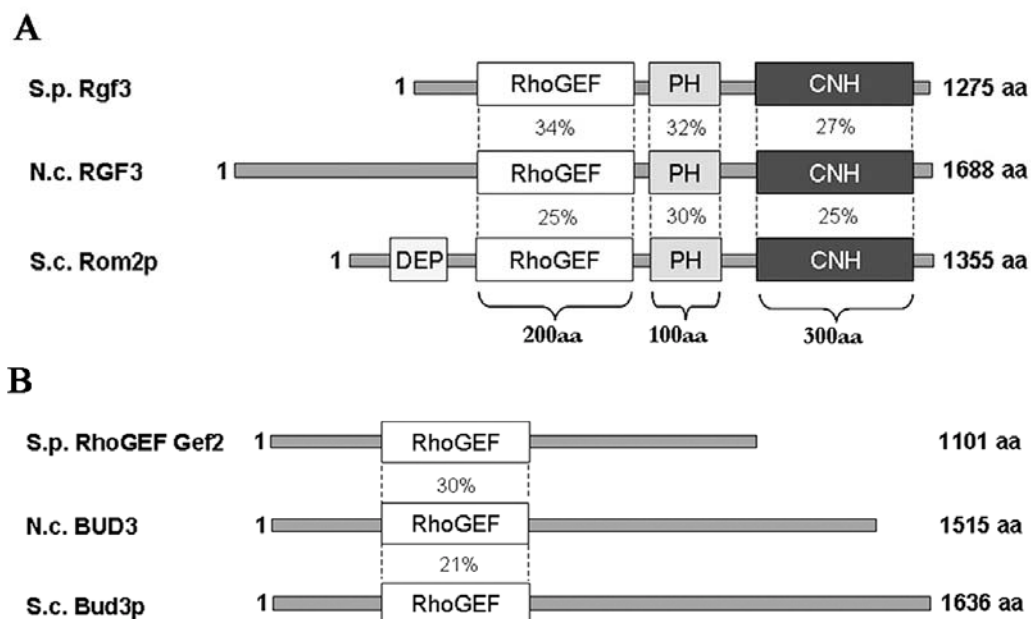 A
S.p. Rgf3 1 RhoGEF PH CNH 1275 aa
34% 32% 27%
N.c. RGF3 1 RhoGEF PH CNH 1688 aa
25% 30% 25%
S.c. Rom2p 1 DEP RhoGEF PH CNH 1355 aa
200aa 100aa 300aa
B
S.p. RhoGEF Gef2 1 RhoGEF 1101 aa
30%
N.c. BUD3 1 RhoGEF 1515 aa
21%
S.c. Bud3p 1 RhoGEF 1636 aa